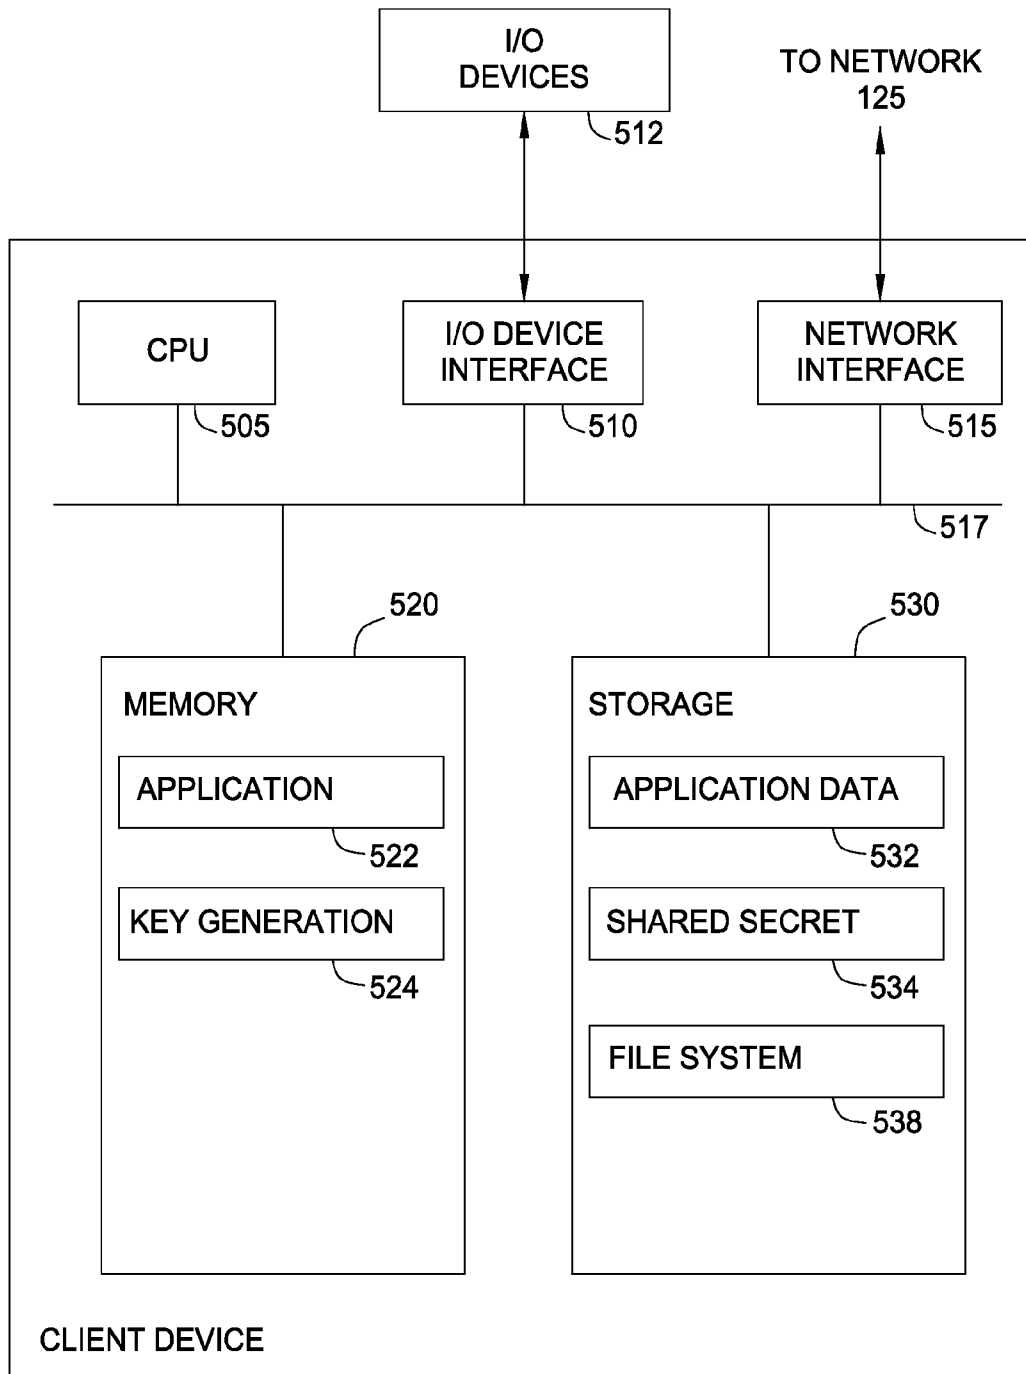 I/O
DEVICES
512
TO NETWORK
125
CPU
505
I/O DEVICE
INTERFACE
510
NETWORK
INTERFACE
515
517
520
MEMORY
APPLICATION
522
KEY GENERATION
524
530
STORAGE
APPLICATION DATA
532
SHARED SECRET
534
FILE SYSTEM
538
CLIENT DEVICE